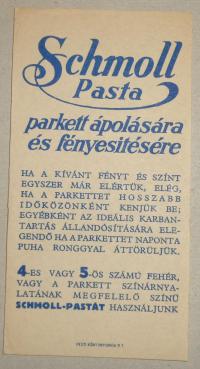 Schmoll
Pasta
parkett ápolására
és fényesitésére
HA A KÍVÁNT FÉNYT ÉS SZÍNT
EGYSZER MÁR ELÉRTÜK, ELÉG,
HA A PARKETTET HOSSZABB
IDŐKÖZÖNKÉNT KENJÜK BE;
EGYÉBKÉNT AZ IDEÁLIS KARBAN-
TARTÁS ÁLLANDÓSÍTÁSÁRA ELE-
GENDŐ HA A PARKETTET NAPONTA
PUHA RONGGYAL ÁTTÖRÜLJÜK.
4-ES VAGY 5-ÖS SZÁMU FEHÉR,
VAGY A PARKETT SZÍNÁRNYA-
LATÁNAK MEGFELELŐ SZÍNŰ
SCHMOLL-PASTÁT HASZNÁLJUNK